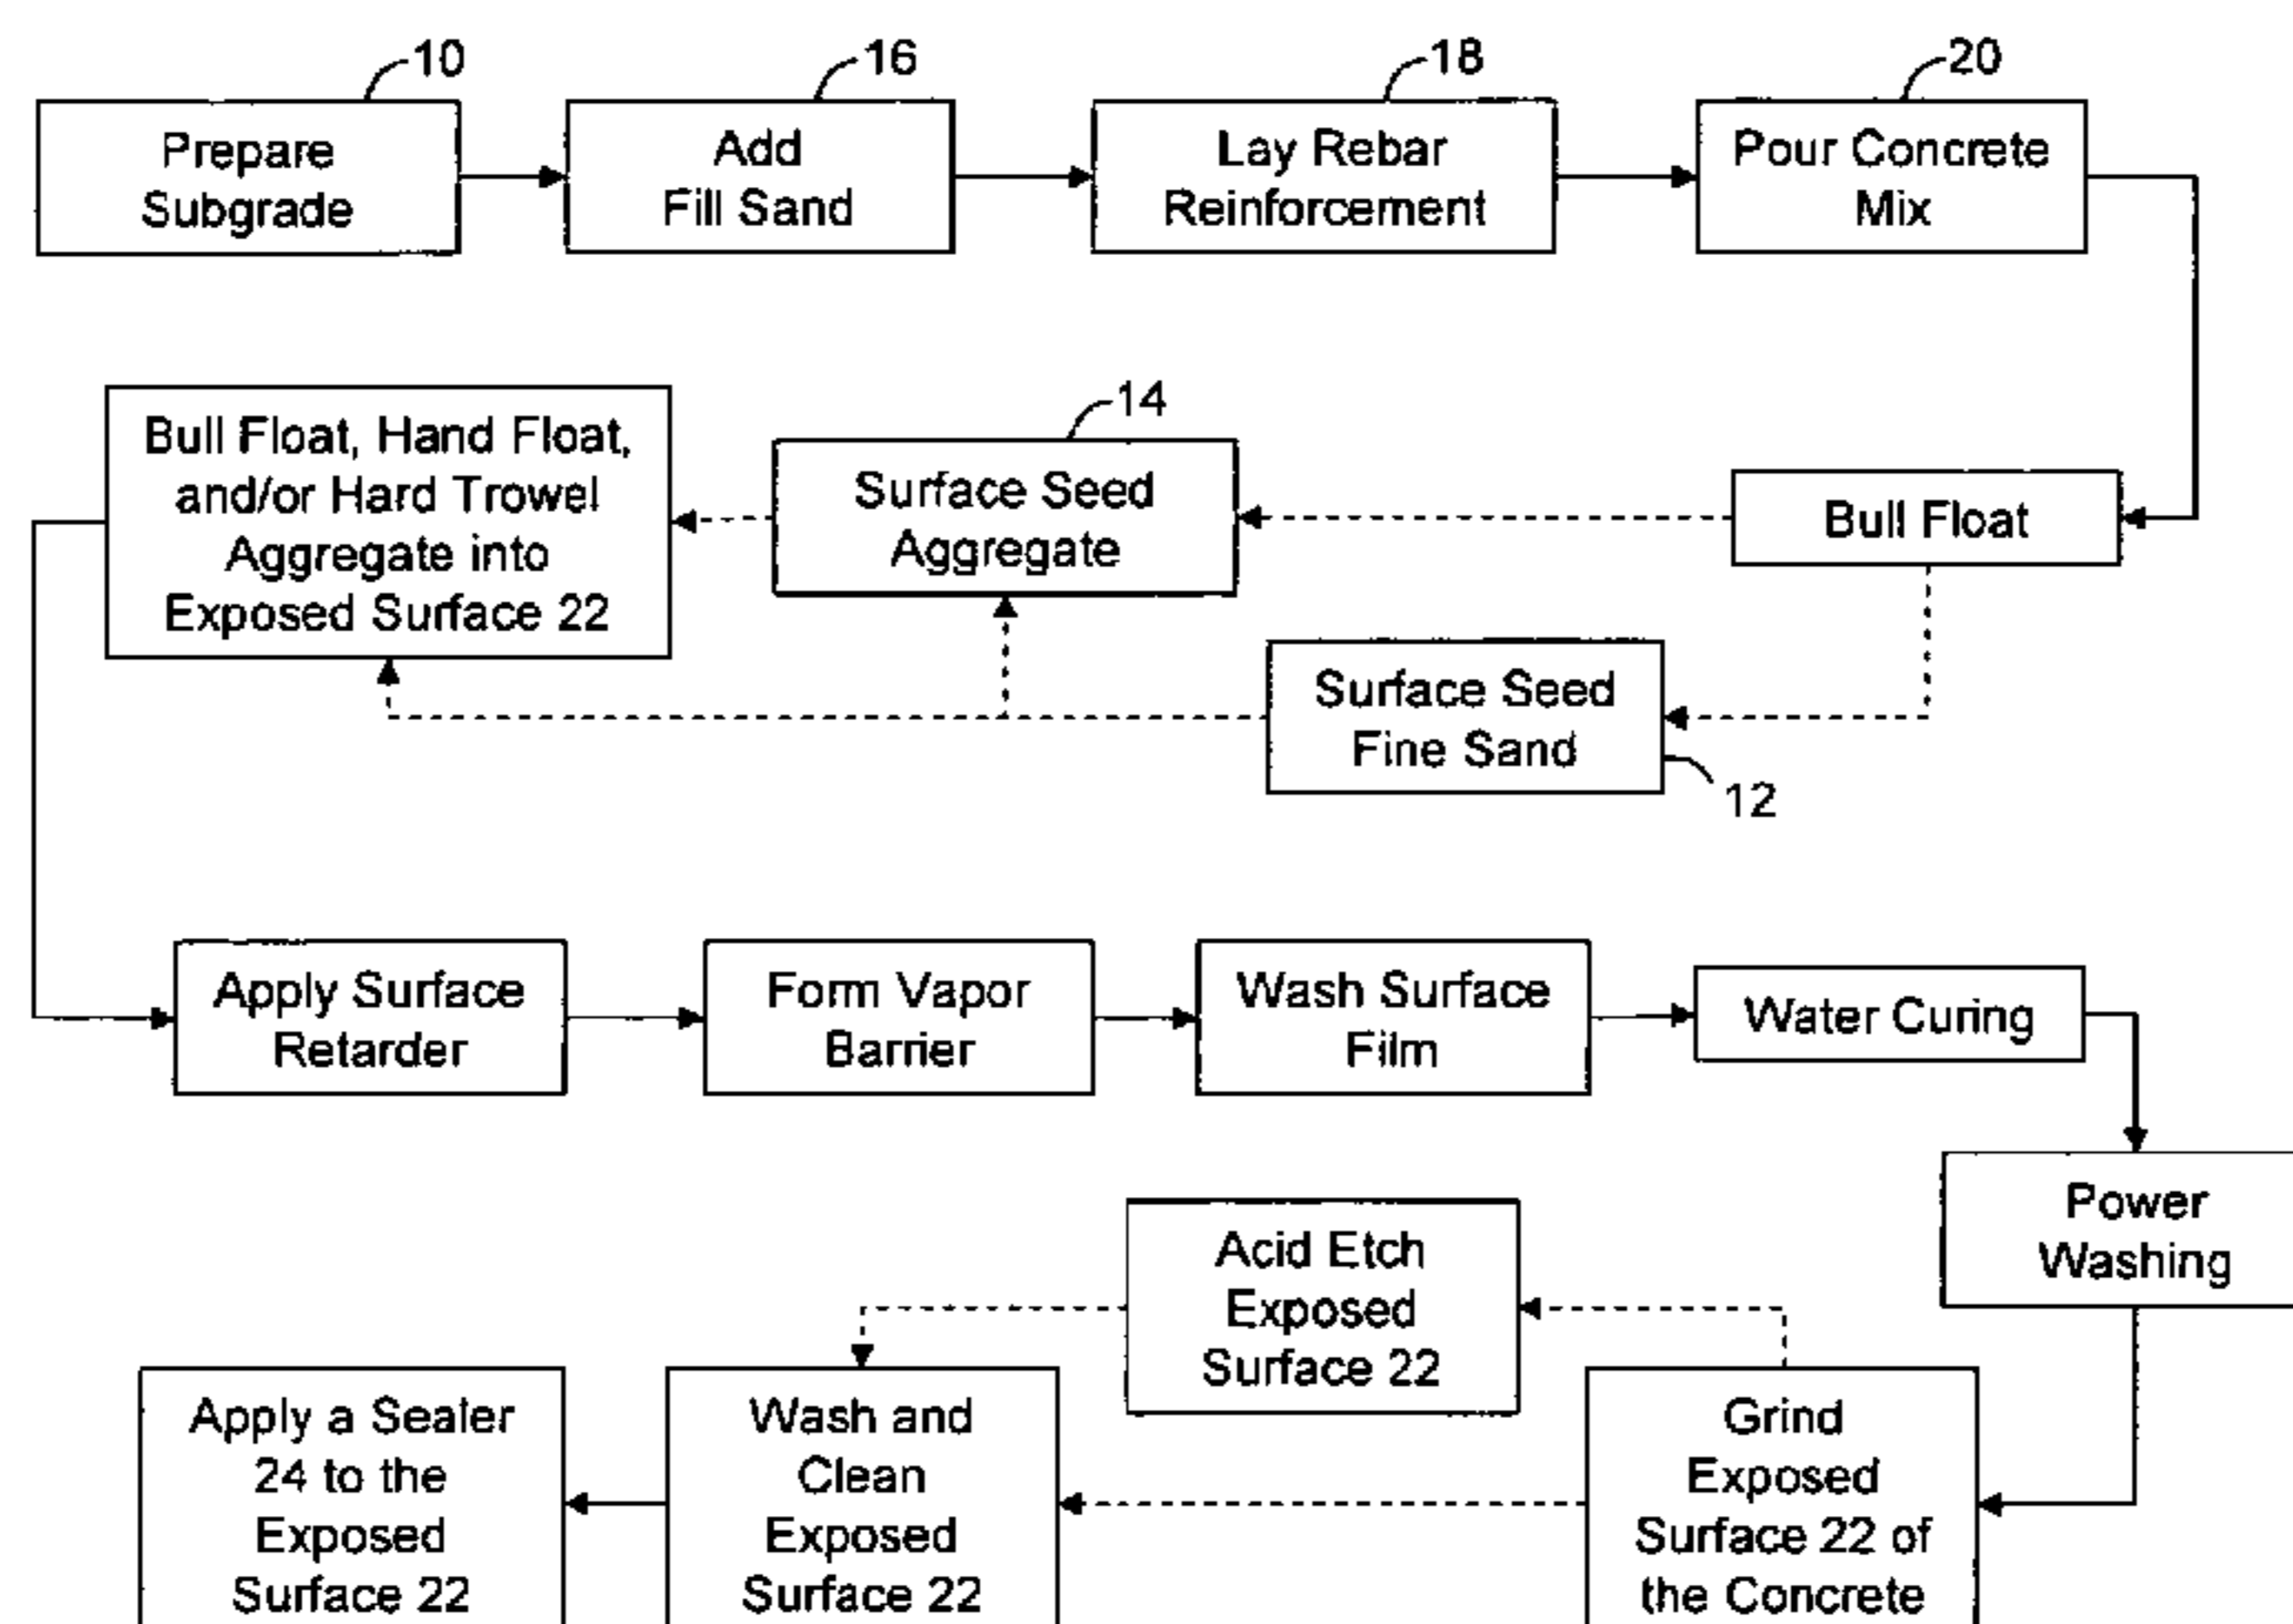 10
16
18
20
Prepare
Subgrade
Add
Fill Sand
Lay Rebar
Reinforcement
Pour Concrete
Mix
Bull Float, Hand Float,
and/or Hard Trowel
Aggregate into
Exposed Surface 22
14
Surface Seed
Aggregate
Bull Float
Surface Seed
Fine Sand
12
Apply Surface
Retarder
Form Vapor
Barrier
Wash Surface
Film
Water Curing
Power
Washing
Acid Etch
Exposed
Surface 22
Apply a Sealer
24 to the
Exposed
Surface 22
Wash and
Clean
Exposed
Surface 22
Grind
Exposed
Surface 22 of
the Concrete